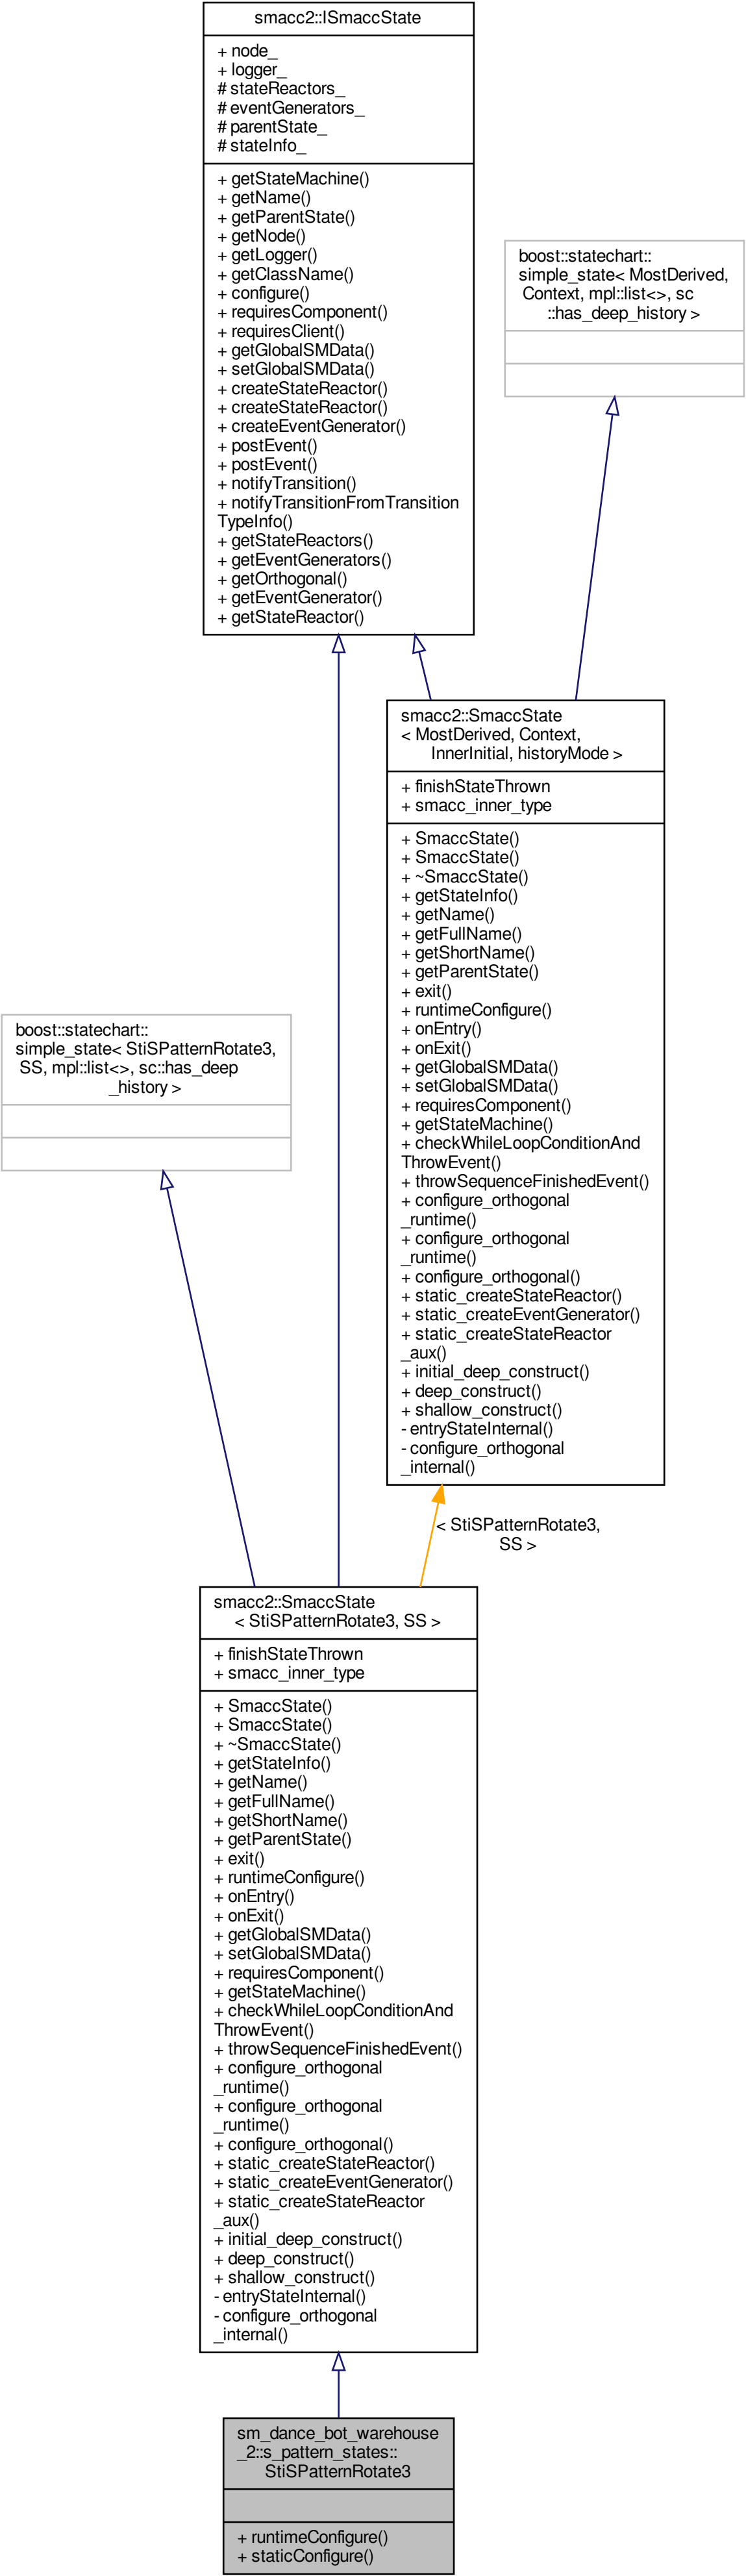 smacc2::ISmaccState
+ node_
+ logger_
# stateReactors_
# eventGenerators_
# parentState_
# stateInfo_
+ getStateMachine()
+ getName()
+ getParentState()
+ getNode()
+ getLogger()
+ getClassName()
+ configure()
+ requiresComponent()
+ requiresClient()
+ getGlobalSMData()
+ setGlobalSMData()
+ createStateReactor()
+ createStateReactor()
+ createEventGenerator()
+ postEvent()
+ postEvent()
+ notifyTransition()
+ notifyTransitionFromTransition
TypeInfo()
+ getStateReactors()
+ getEventGenerators()
+ getOrthogonal()
+ getEventGenerator()
+ getStateReactor()
boost::statechart::
simple_state< MostDerived,
Context, mpl::list<>, sc
::has_deep_history >
smacc2::SmaccState
< MostDerived, Context,
InnerInitial, historyMode >
+ finishStateThrown
+ smacc_inner_type
+ SmaccState()
+ SmaccState()
+ ~SmaccState()
+ getStateInfo()
+ getName()
+ getFullName()
+ getShortName()
+ getParentState()
+ exit()
+ runtimeConfigure()
+ onEntry()
+ onExit()
+ getGlobalSMData()
+ setGlobalSMData()
+ requiresComponent()
+ getStateMachine()
+ checkWhileLoopConditionAnd
ThrowEvent()
+ throwSequenceFinishedEvent()
+ configure_orthogonal
_runtime()
+ configure_orthogonal
_runtime()
+ configure_orthogonal()
+ static_createStateReactor()
+ static_createEventGenerator()
+ static_createStateReactor
_aux()
+ initial_deep_construct()
+ deep_construct()
+ shallow_construct()
- entryStateInternal()
- configure_orthogonal
_internal()
boost::statechart::
simple_state< StiSPatternRotate3,
SS, mpl::list<>, sc::has_deep
_history >
< StiSPatternRotate3,
SS >
smacc2::SmaccState
< StiSPatternRotate3, SS >
+ finishStateThrown
+ smacc_inner_type
+ SmaccState()
+ SmaccState()
+ ~SmaccState()
+ getStateInfo()
+ getName()
+ getFullName()
+ getShortName()
+ getParentState()
+ exit()
+ runtimeConfigure()
+ onEntry()
+ onExit()
+ getGlobalSMData()
+ setGlobalSMData()
+ requiresComponent()
+ getStateMachine()
+ checkWhileLoopConditionAnd
ThrowEvent()
+ throwSequenceFinishedEvent()
+ configure_orthogonal
_runtime()
+ configure_orthogonal
_runtime()
+ configure_orthogonal()
+ static_createStateReactor()
+ static_createEventGenerator()
+ static_createStateReactor
_aux()
+ initial_deep_construct()
+ deep_construct()
+ shallow_construct()
- entryStateInternal()
- configure_orthogonal
_internal()
sm_dance_bot_warehouse
_2::s_pattern_states::
StiSPatternRotate3
+ runtimeConfigure()
+ staticConfigure()